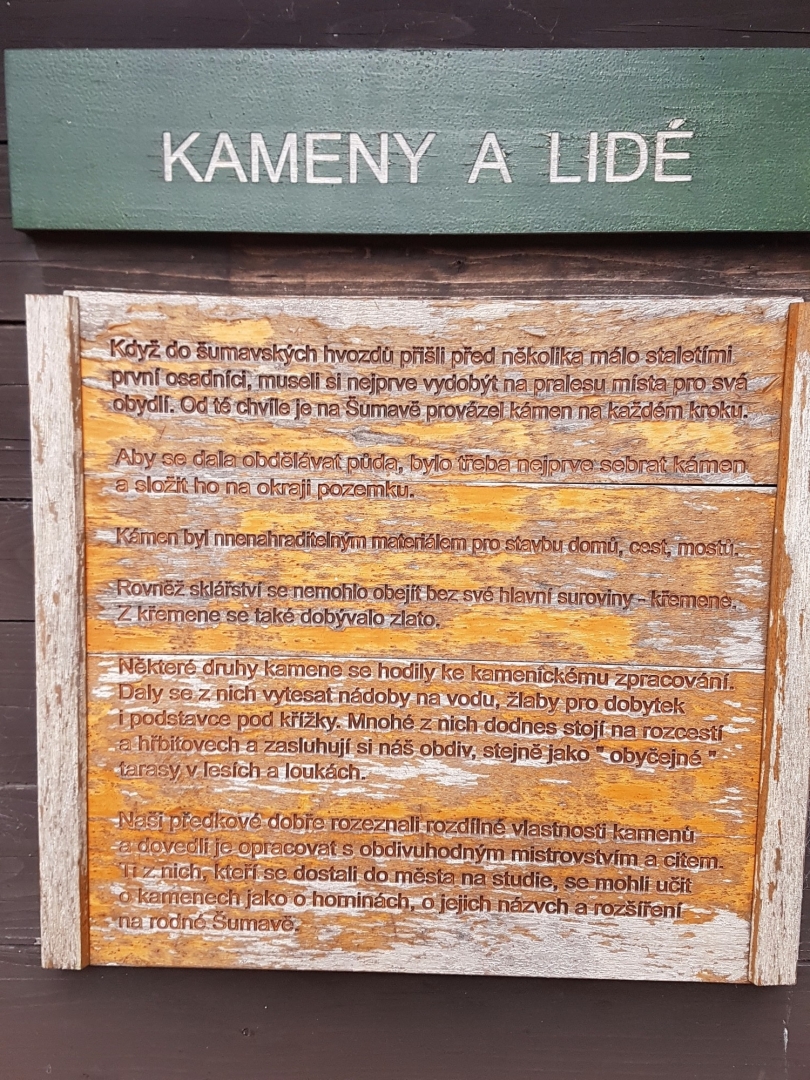 KAMENY A LIDÉ
Když do šumavských hvozdů přišli před několika málo staletími
první osadníci, museli si nejprve vydobýt na pralesu místa pro svá
obydlí. Od té chvíle je na Šumavě provázel kámen na každém kroku.
Aby se dala obdělávat půda, bylo třeba nejprve sebrat kámen
a složit ho na okraji pozemku.
Kámen byl nnenahraditelným materiálem pro stavbu domů, cest, mostů.
Rovněž sklářství se nemohlo obejít bez své hlavní suroviny - křemene.
Z křemene se také dobývalo zlato.
Některé druhy kamene se hodily ke kamenickému zpracování.
Daly se z nich vytesat nádoby na vodu, žlaby pro dobytek
i podstavce pod křížky. Mnohé z nich dodnes stojí na rozcestí
a hřbitovech a zasluhují si náš obdiv, stejně jako " obyčejné "
tarasy v lesích a loukách.
Naši předkové dobře rozeznali rozdílné vlastnosti kamenů
a dovedli je opracovat s obdivuhodným mistrovstvím a citem.
Ti z nich, kteří se dostali do města na studie, se mohli učit
o kamenech jako o horninách, o jejich názvch a rozšíření
na rodné Šumavě.